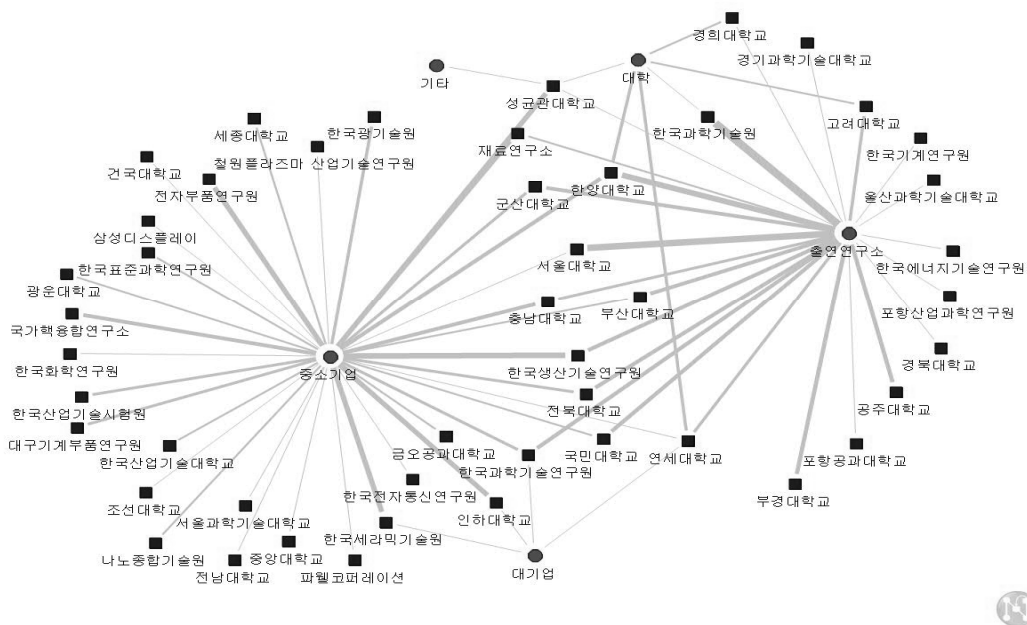 경희대학교
경기과학기술대학교
기타
대학
성균관대학교
고려대학교
세종대학교
한국광기술원
한국과학기술원
철원플라즈마 산업기술연구원
재료연구소
한국기계연구원
건국대학교
전자부품연구원
한양대학교
군산대학교
울산과학기술대학교
삼성디스플레이
출연연구소
한국표준과학연구원
서울대학교
한국에너지기술연구원
광운대학교
충남대학교
부산대학교
포항산업과학연구원
국가핵융합연구소
한국화학연구원
중소기업
한국생산기술연구원
경북대학교
한국산업기술시험원
전북대학교
공주대학교
대구기계부품연구원
한국산업기술대학교
금오공과대학교
한국과학기술연구원
국민대학교
연세대학교
포항공과대학교
한국전자통신연구원
부경대학교
조선대학교
서울과학기술대학교
인하대학교
한국세라믹기술원
나노종합기술원
중앙대학교
전남대학교
파웰코퍼레이션
대기업